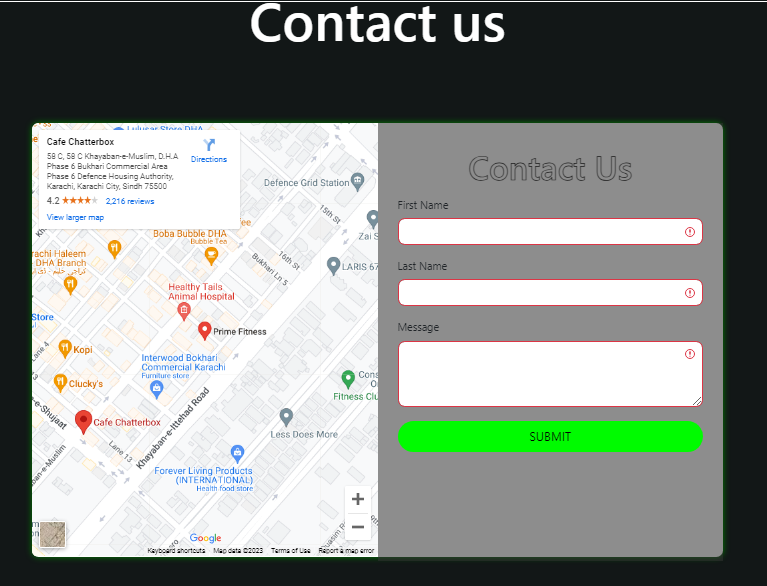 Contact us
Lulusar Store DHA
Cafe Chatterbox
58 C, 58 C Khayaban-e-Muslim, D.H.A
Phase 6 Bukhari Commercial Area
Phase 6 Defence Housing Authority,
Karachi, Karachi City, Sindh 75500
Directions
4.2 2,216 reviews
View larger map
Defence Grid Station
15th St
Zai S
Boba Bubble DHA
Bubble Tea
16th St
Bukhari Ln 5
LARIS 67
arachi Haleem
- DHA Branch
Healthy Tails
Animal Hospital
Store
Prime Fitness
Lane 4
Kopi
Interwood Bokhari
Commercial Karachi
Furniture store
Clucky's
Cons
Fitness Clu
e-Shujaat
Cafe Chatterbox
Khayaban-e-Ittehad Road
Less Does More
Lane 13
-e-Muslim
Forever Living Products
(INTERNATIONAL)
Health food store
Google
Keyboard shortcuts Map data ©2023 Terms of Use Report a map error
Contact Us
First Name
Last Name
Message
SUBMIT